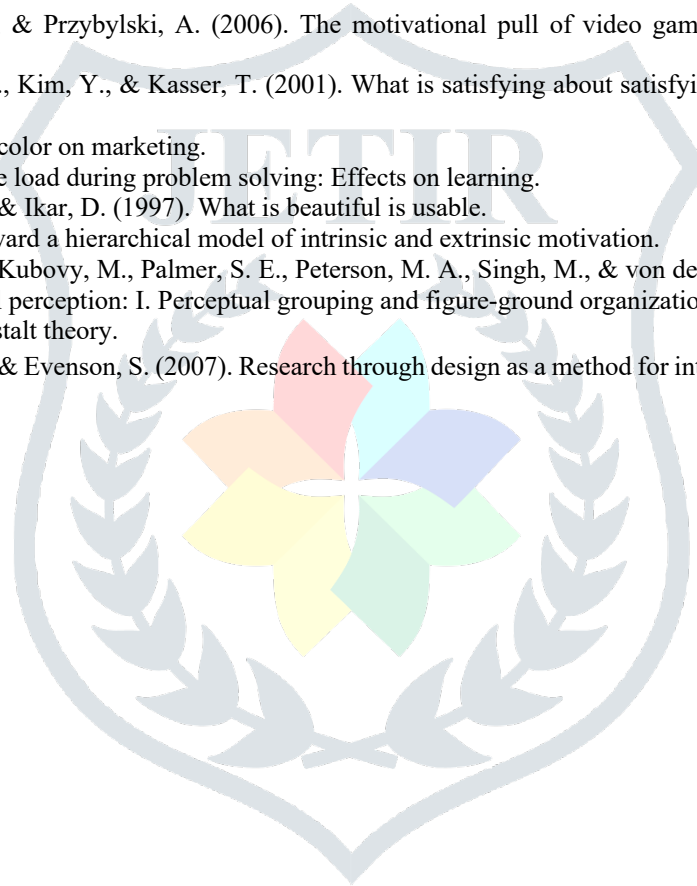 & Przybylski, A. (2006). The motivational pull of video gam
., Kim, Y., & Kasser, T. (2001). What is satisfying about satisfyi
color on marketing.
e load during problem solving: Effects on learning.
& Ikar, D. (1997). What is beautiful is usable.
ward a hierarchical model of intrinsic and extrinsic motivation.
Kubovy, M., Palmer, S. E., Peterson, M. A., Singh, M., & von de
l perception: I. Perceptual grouping and figure-ground organizatio
stalt theory.
& Evenson, S. (2007). Research through design as a method for int
JETIR